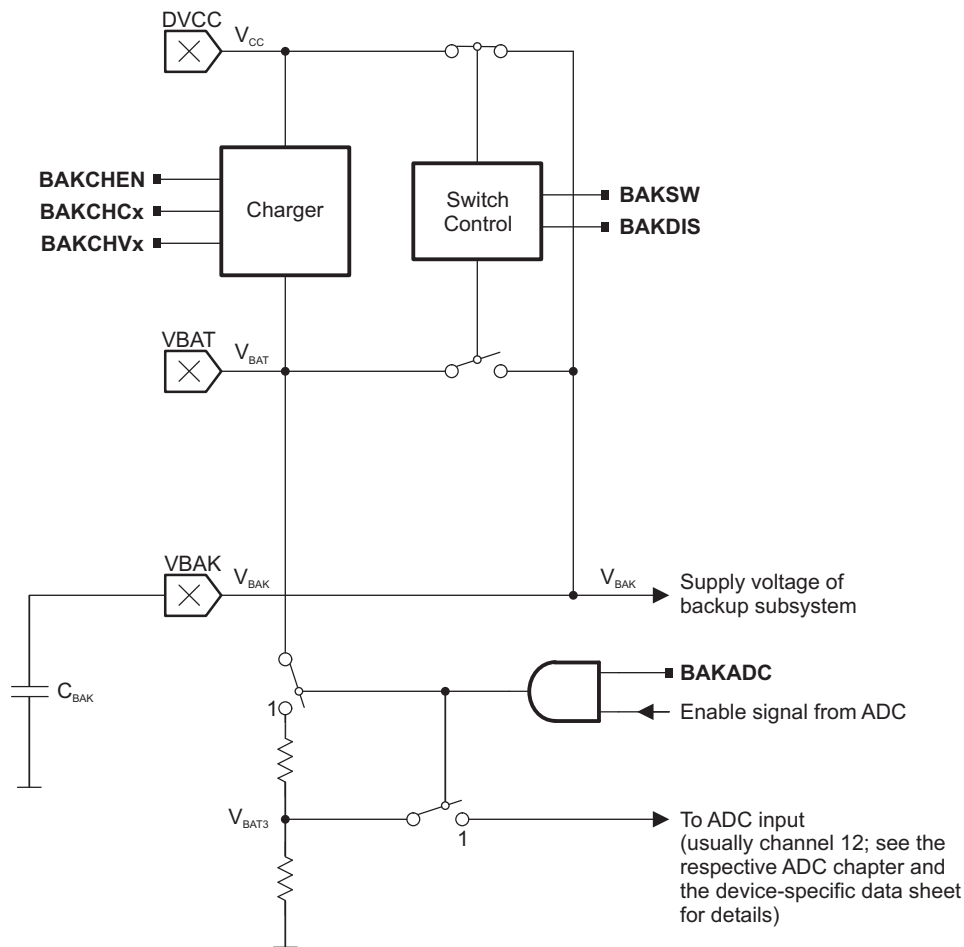 DVCC
VCC
BAKCHEN
BAKCHCx
BAKCHVx
Charger
Switch
Control
BAKSW
BAKDIS
VBAT
VBAT
VBAK
VBAK
VBAK
Supply voltage of
backup subsystem
CBAK
BAKADC
Enable signal from ADC
1
VBAT3
1
To ADC input
(usually channel 12; see the
respective ADC chapter and
the device-specific data sheet
for details)